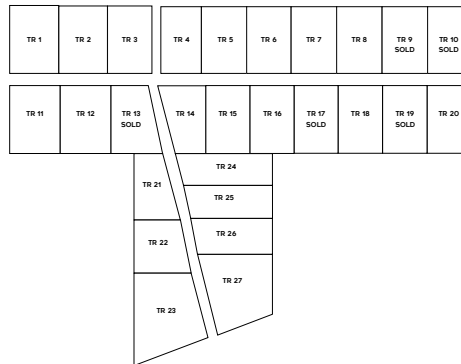 TR 1
TR 2
TR 3
TR 4
TR 5
TR 6
TR 7
TR 8
TR 9
SOLD
TR 10
SOLD
TR 11
TR 12
TR 13
SOLD
TR 14
TR 15
TR 16
TR 17
SOLD
TR 18
TR 19
SOLD
TR 20
TR 21
TR 24
TR 25
TR 22
TR 26
TR 27
TR 23